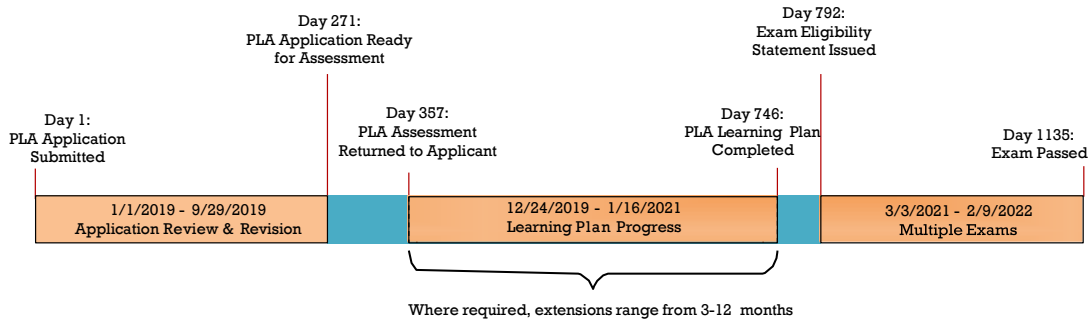 Day 1:
PLA Application
Submitted
Day 271:
PLA Application Ready
for Assessment
Day 357:
PLA Assessment
Returned to Applicant
Day 746:
PLA Learning Plan
Completed
Day 792:
Exam Eligibility
Statement Issued
Day 1135:
Exam Passed
1/1/2019 - 9/29/2019
Application Review & Revision
12/24/2019 - 1/16/2021
Learning Plan Progress
3/3/2021 - 2/9/2022
Multiple Exams
Where required, extensions range from 3-12 months